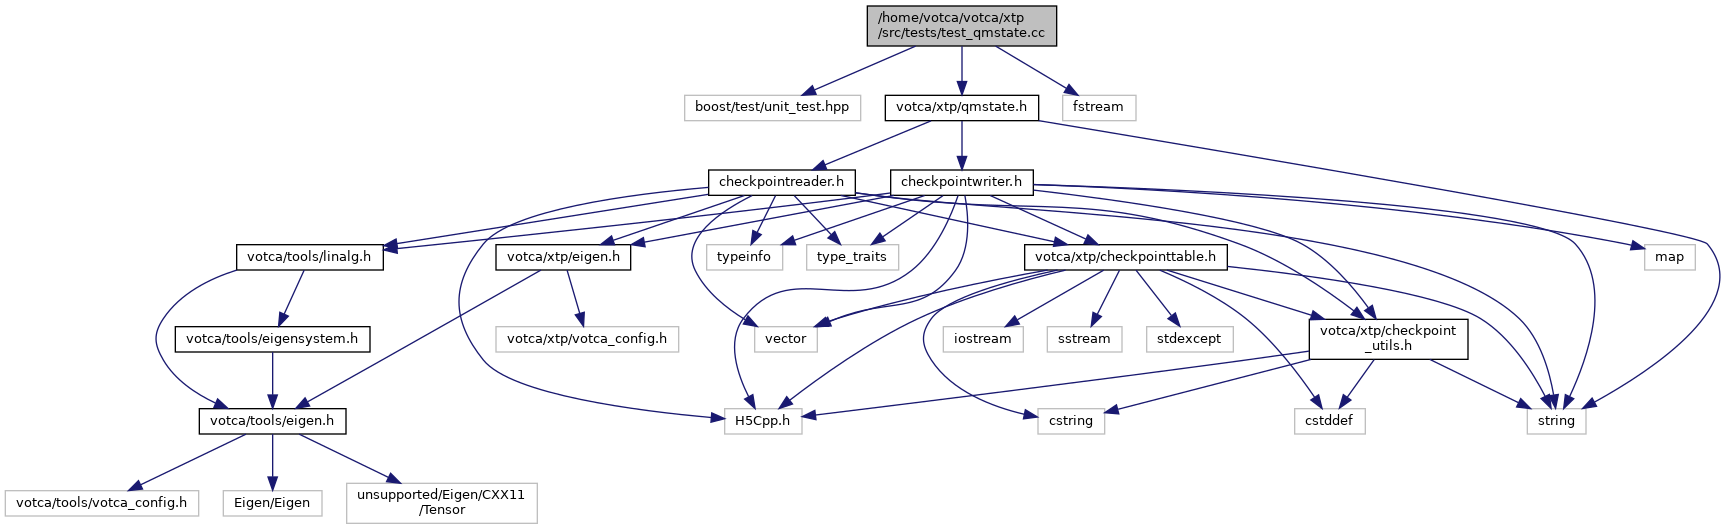 /home/votca/votca/xtp
/src/tests/test_qmstate.cc
boost/test/unit_test.hpp
votca/xtp/qmstate.h
fstream
checkpointreader.h
checkpointwriter.h
votca/tools/linalg.h
votca/xtp/eigen.h
typeinfo
type_traits
votca/xtp/checkpointtable.h
map
votca/tools/eigensystem.h
votca/xtp/votca_config.h
vector
iostream
sstream
stdexcept
votca/xtp/checkpoint
_utils.h
votca/tools/eigen.h
H5Cpp.h
cstring
cstddef
string
votca/tools/votca_config.h
Eigen/Eigen
unsupported/Eigen/CXX11
/Tensor